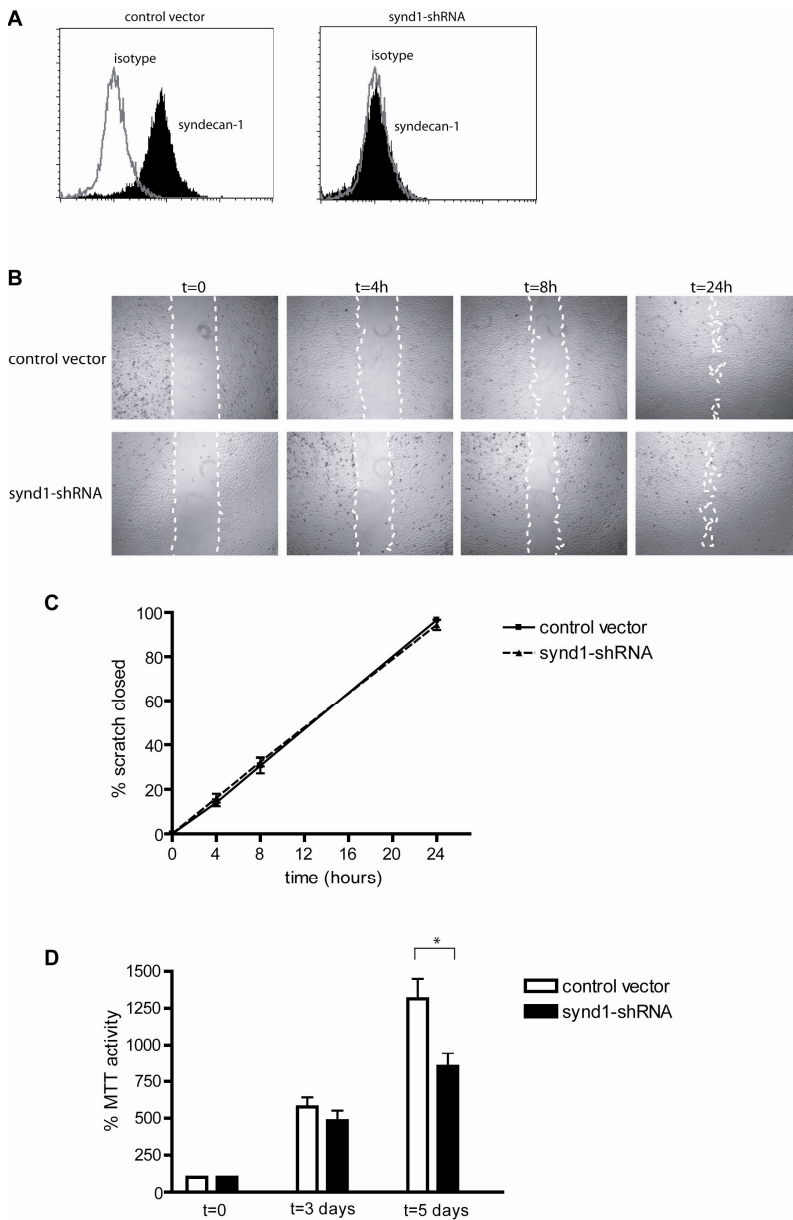 A
control vector
synd1-shRNA
isotype
syndecan-1
isotype
syndecan-1
B
t=0
t=4h
t=8h
t=24h
control vector
synd1-shRNA
C
% scratch closed
100
80
60
40
20
0
0 4 8 12 16 20 24
time (hours)
control vector
synd1-shRNA
D
% MTT activity
1500
1250
1000
750
500
250
0
*
t=0
t=3 days
t=5 days
control vector
synd1-shRNA